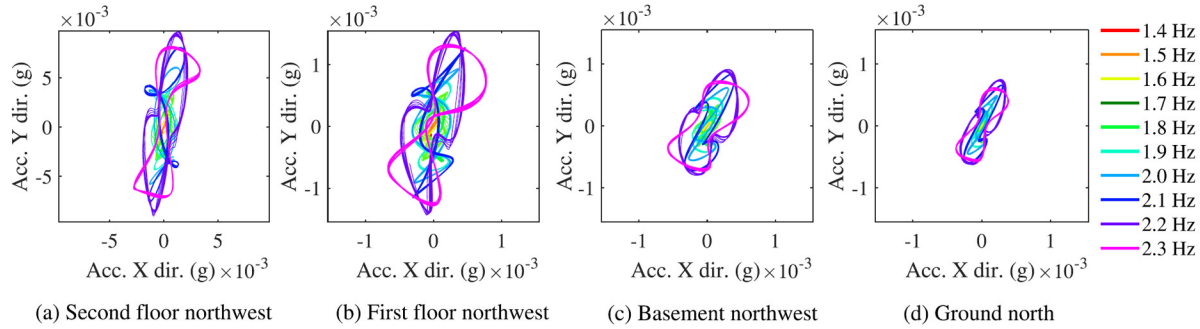 ×10⁻³
5
0
-5
Acc. Y dir. (g)
-5 0 5
Acc. X dir. (g) ×10⁻³
(a) Second floor northwest
×10⁻³
1
0
-1
Acc. Y dir. (g)
-1 0 1
Acc. X dir. (g) ×10⁻³
(b) First floor northwest
×10⁻³
1
0
-1
Acc. Y dir. (g)
-1 0 1
Acc. X dir. (g) ×10⁻³
(c) Basement northwest
×10⁻³
1
0
-1
Acc. Y dir. (g)
-1 0 1
Acc. X dir. (g) ×10⁻³
(d) Ground north
1.4 Hz
1.5 Hz
1.6 Hz
1.7 Hz
1.8 Hz
1.9 Hz
2.0 Hz
2.1 Hz
2.2 Hz
2.3 Hz